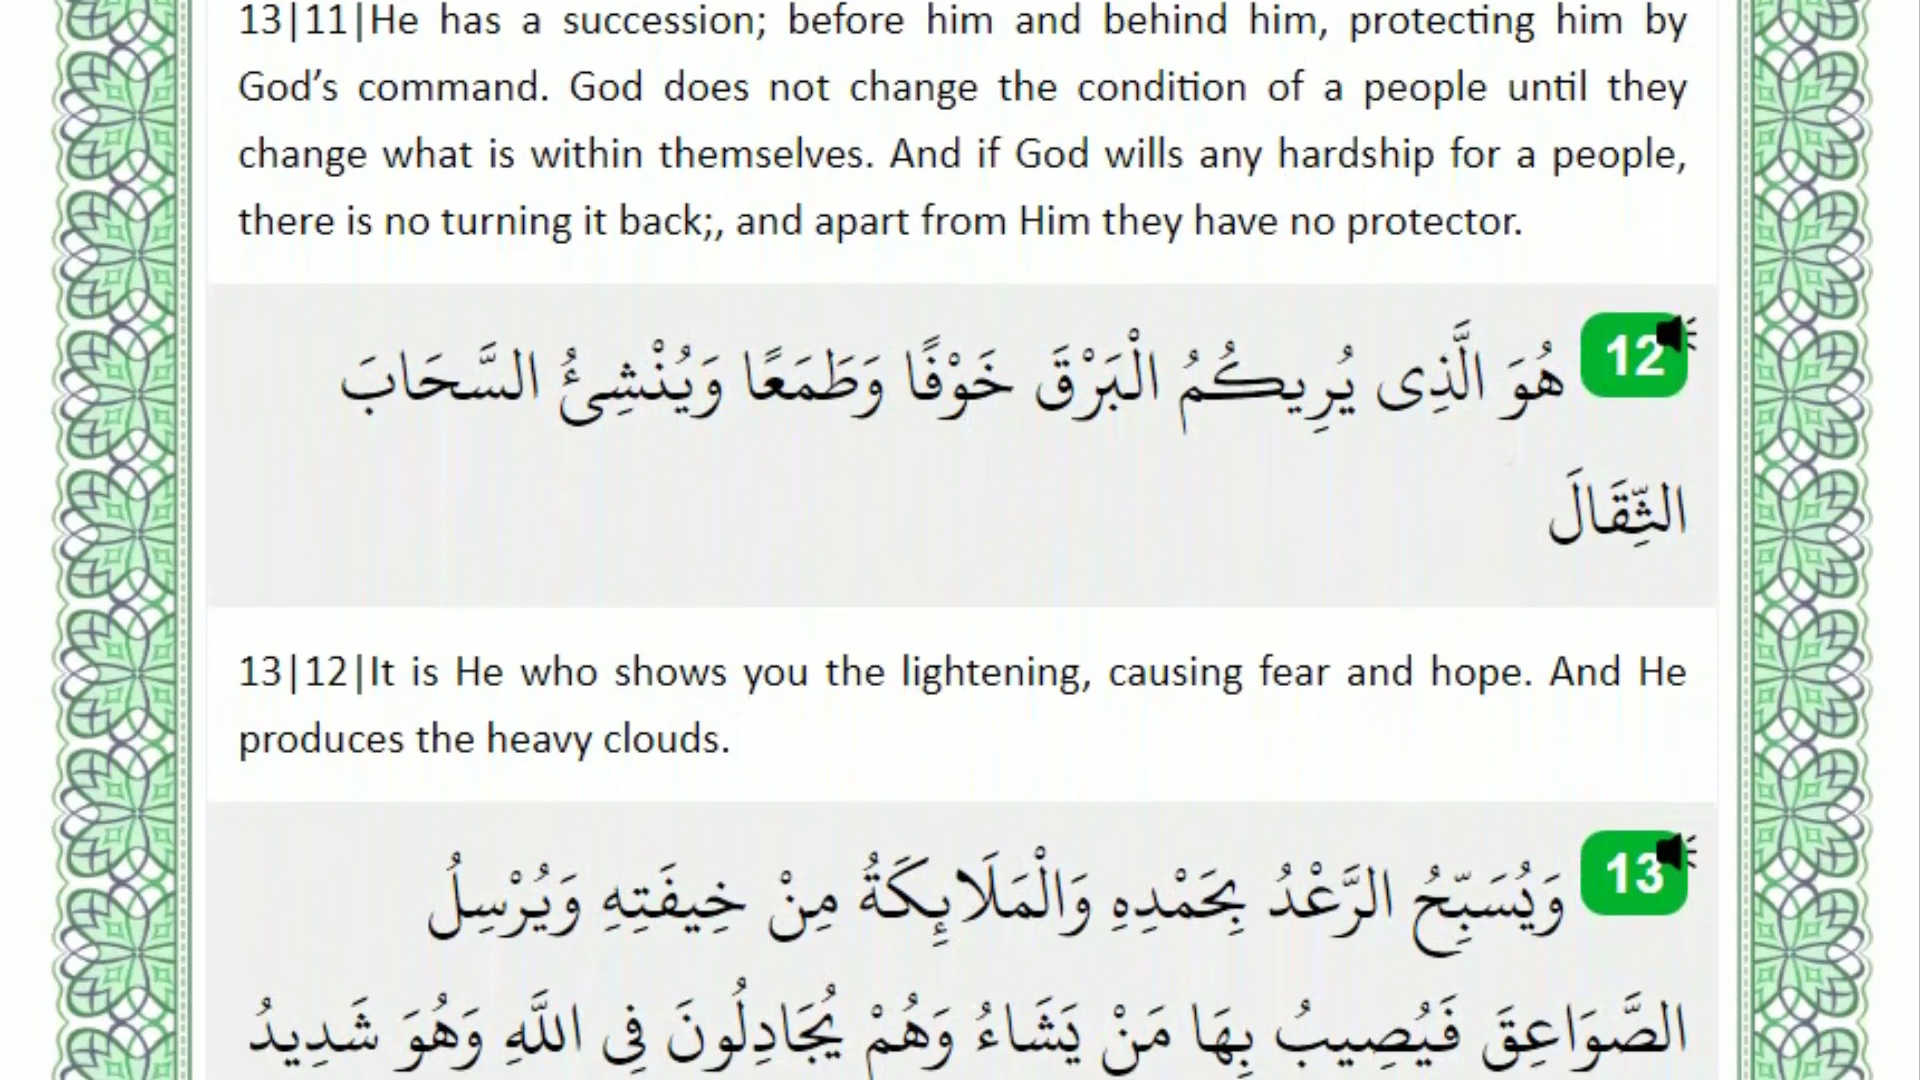 13|11|He has a succession; before him and behind him, protecting him by
God’s command. God does not change the condition of a people until they
change what is within themselves. And if God wills any hardship for a people,
there is no turning it back;, and apart from Him they have no protector.
12 هُوَ الَّذِى يُرِيكُمُ الْبَرْقَ خَوْفًا وَطَمَعًا وَيُنْشِئُ السَّحَابَ
الثِّقَالَ
13|12|It is He who shows you the lightening, causing fear and hope. And He
produces the heavy clouds.
13 وَيُسَبِّحُ الرَّعْدُ بِحَمْدِهِ وَالْمَلَائِكَةُ مِنْ خِيفَتِهِ وَيُرْسِلُ
الصَّوَاعِقَ فَيُصِيبُ بِهَا مَنْ يَشَاءُ وَهُمْ يُجَادِلُونَ فِى اللَّهِ وَهُوَ شَدِيدُ